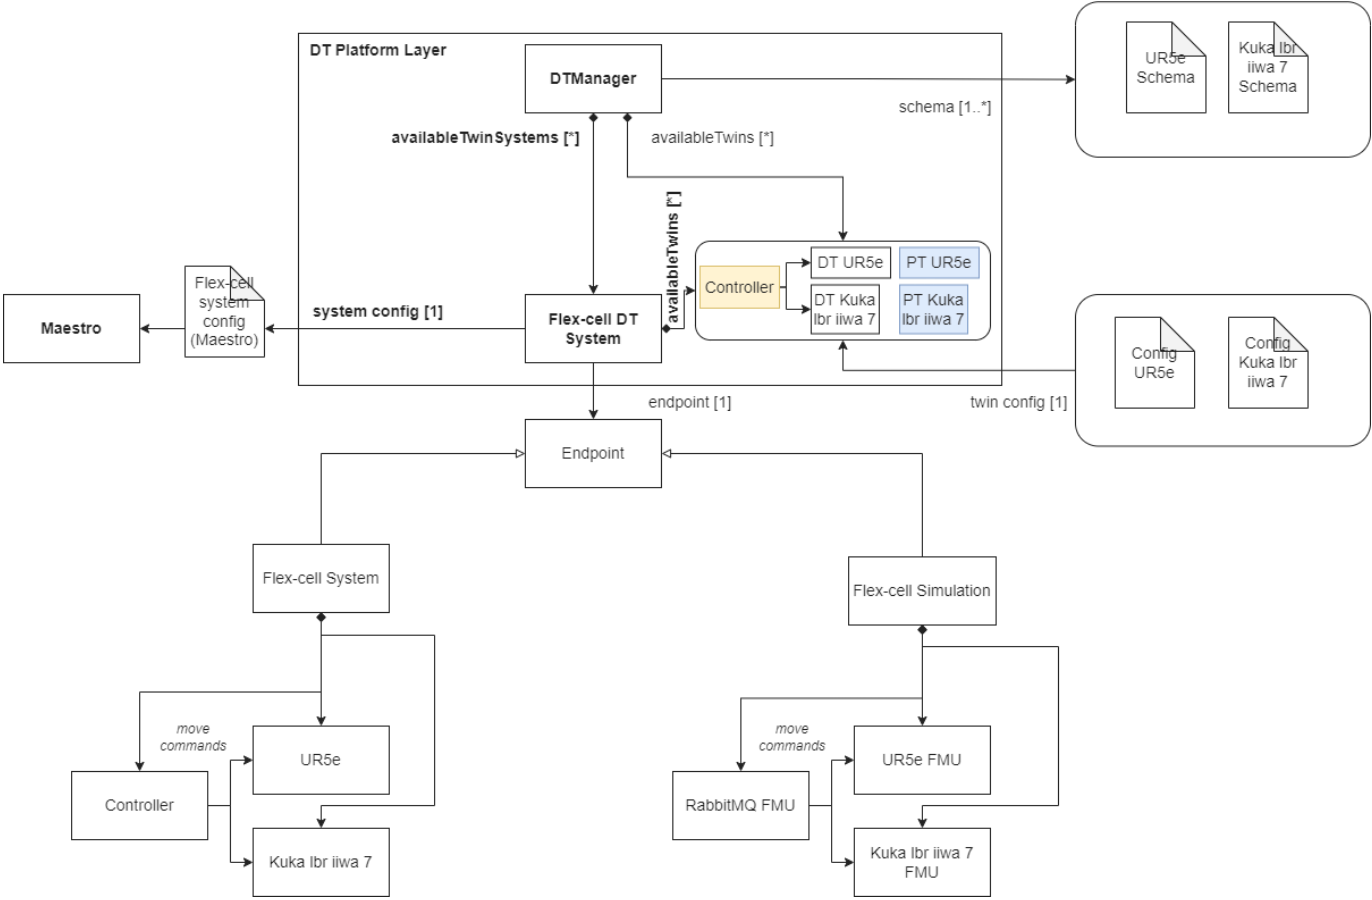 DT Platform Layer
DTManager
UR5e
Schema
Kuka lbr
iiwa 7
Schema
schema [1..*]
availableTwinSystems [*]
availableTwins [*]
availableTwins [*]
Controller
DT UR5e
PT UR5e
DT Kuka
lbr iiwa 7
PT Kuka
lbr iiwa 7
Maestro
Flex-cell
system
config
(Maestro)
system config [1]
Flex-cell DT
System
Config
UR5e
Config
Kuka lbr
iiwa 7
endpoint [1]
twin config [1]
Endpoint
Flex-cell System
Flex-cell Simulation
move
commands
UR5e
Controller
Kuka lbr iiwa 7
move
commands
UR5e FMU
RabbitMQ FMU
Kuka lbr iiwa 7
FMU